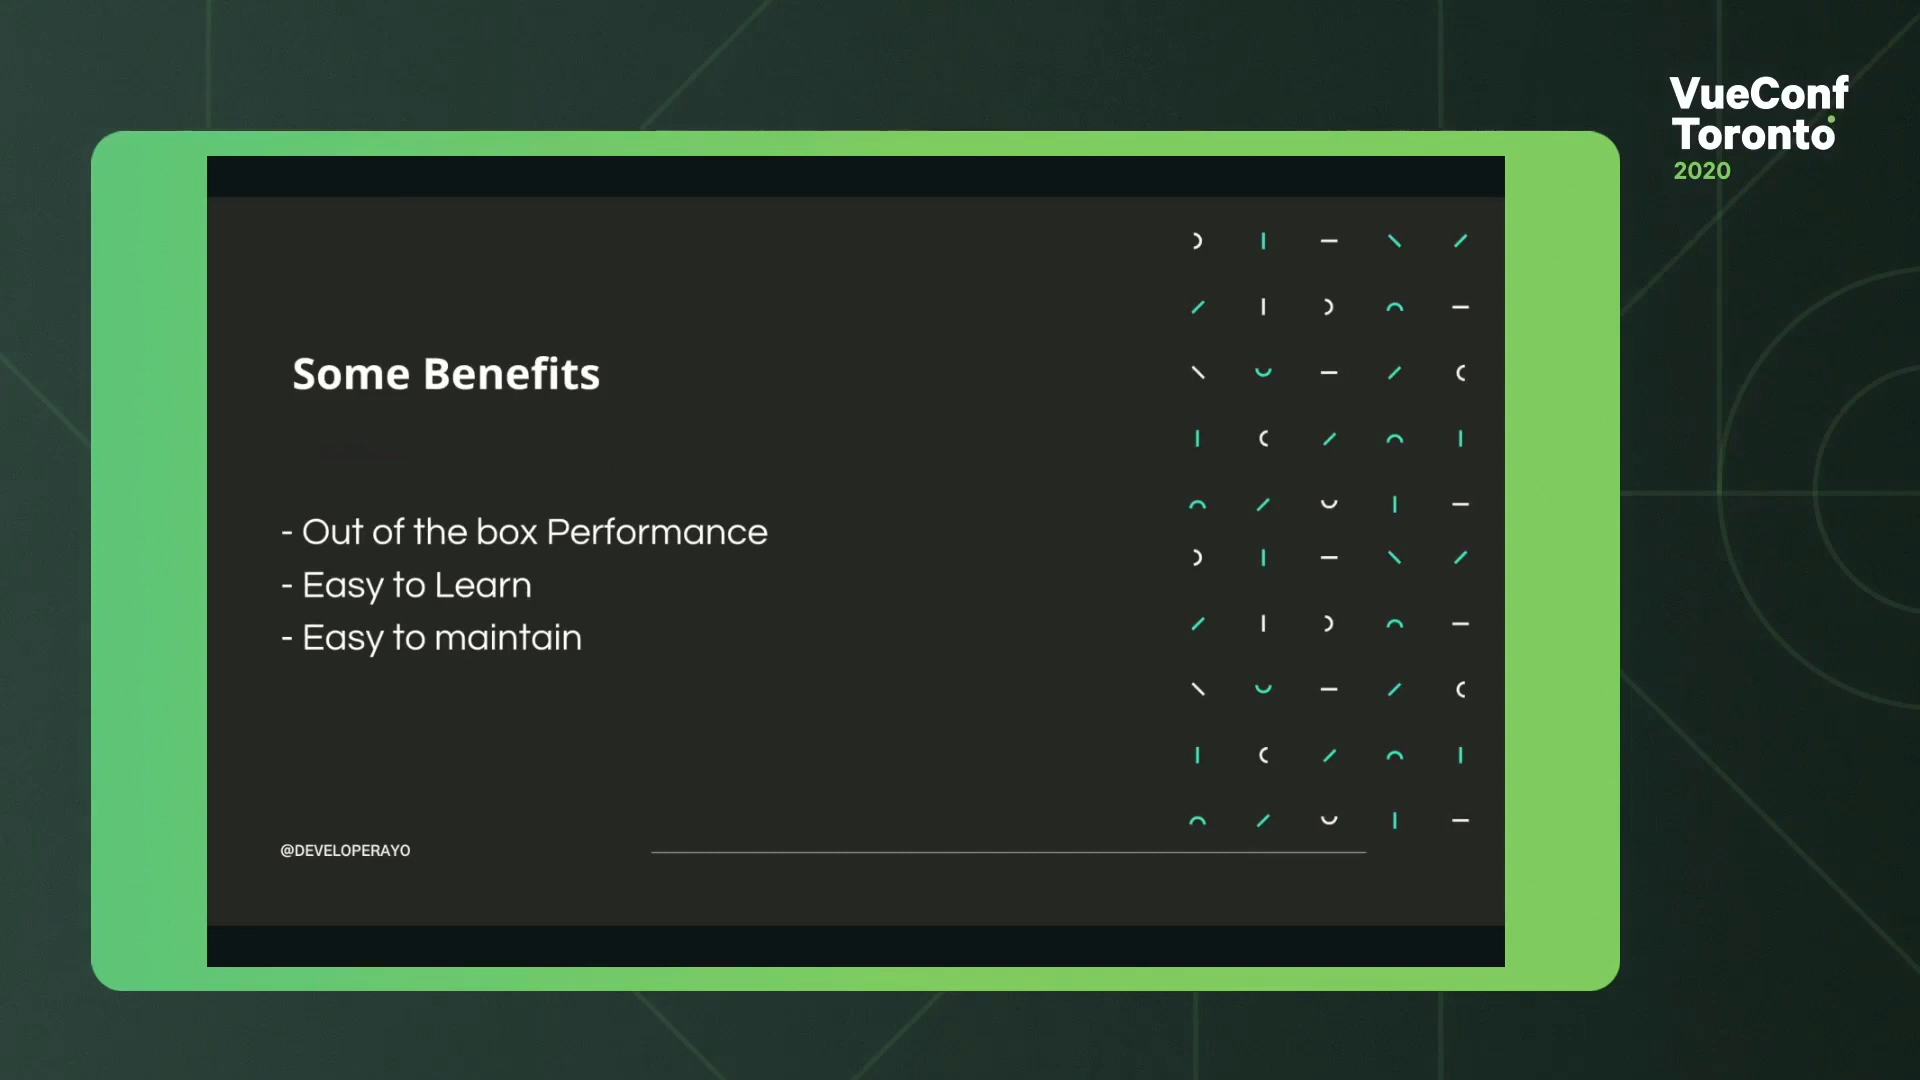 VueConf
Toronto
2020
Some Benefits
- Out of the box Performance
- Easy to Learn
- Easy to maintain
@DEVELOPERAYO